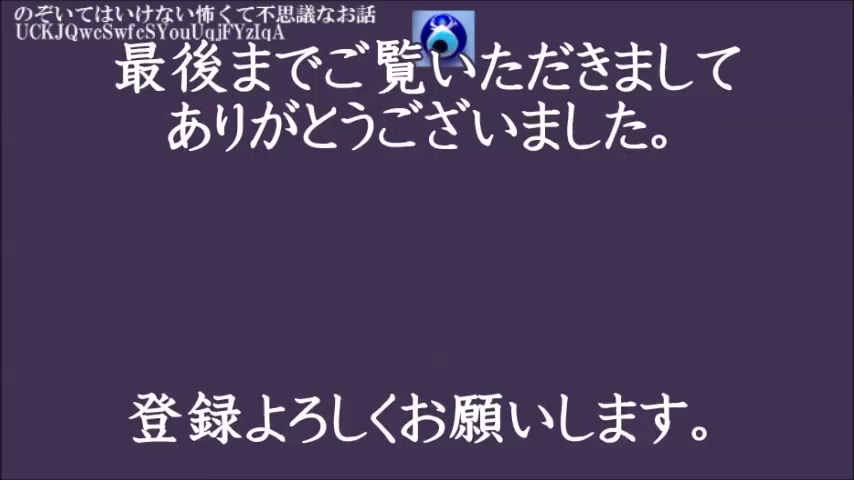 のぞいてはいけない怖くて不思議なお話
UCKJQwcSwfcSYouUqjFYzIqA
最後までご覧いただきまして
ありがとうございました。
登録よろしくお願いします。